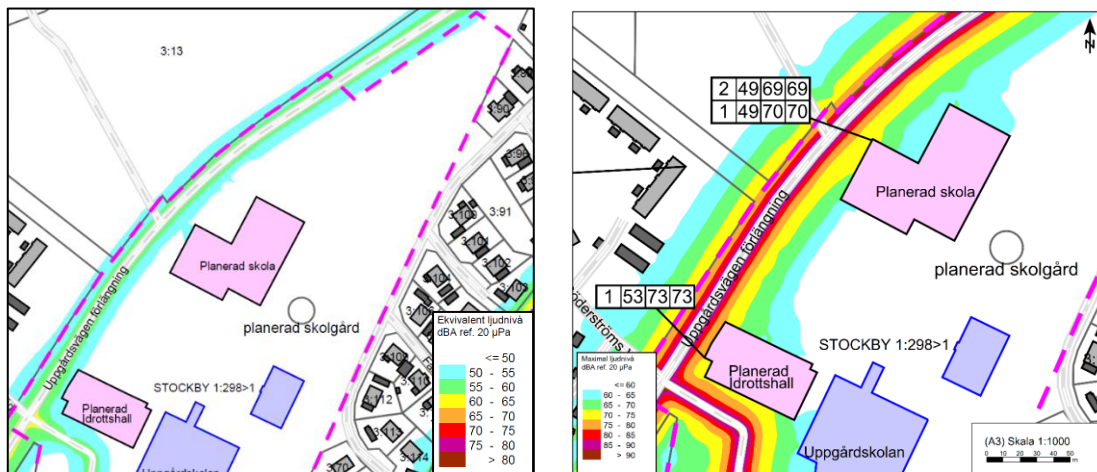 3:13
3:90
3:96
3:91
3:100
3:101
3:102
3:103
3:104
3:112
3:113
3:114
3:70
Planerad skola
planerad skolgård
Uppgårdsvägen förlängning
STOCKBY 1:298>1
Planerad
Idrottshall
Uppgårdskolan
Ekvivalent ljudnivå
dBA ref. 20 µPa
<= 50
50 - 55
55 - 60
60 - 65
65 - 70
70 - 75
75 - 80
> 80
N
2 49 69 69
1 49 70 70
Planerad skola
planerad skolgård
Uppgårdsvägen förlängning
1 53 73 73
öderströms
STOCKBY 1:298>1
Planerad
Idrottshall
Uppgårdskolan
Maximal ljudnivå
dBA ref. 20 µPa
<= 60
60 - 65
65 - 70
70 - 75
75 - 80
80 - 85
85 - 90
> 90
(A3) Skala 1:1000
0 10 20 30 40 50
m